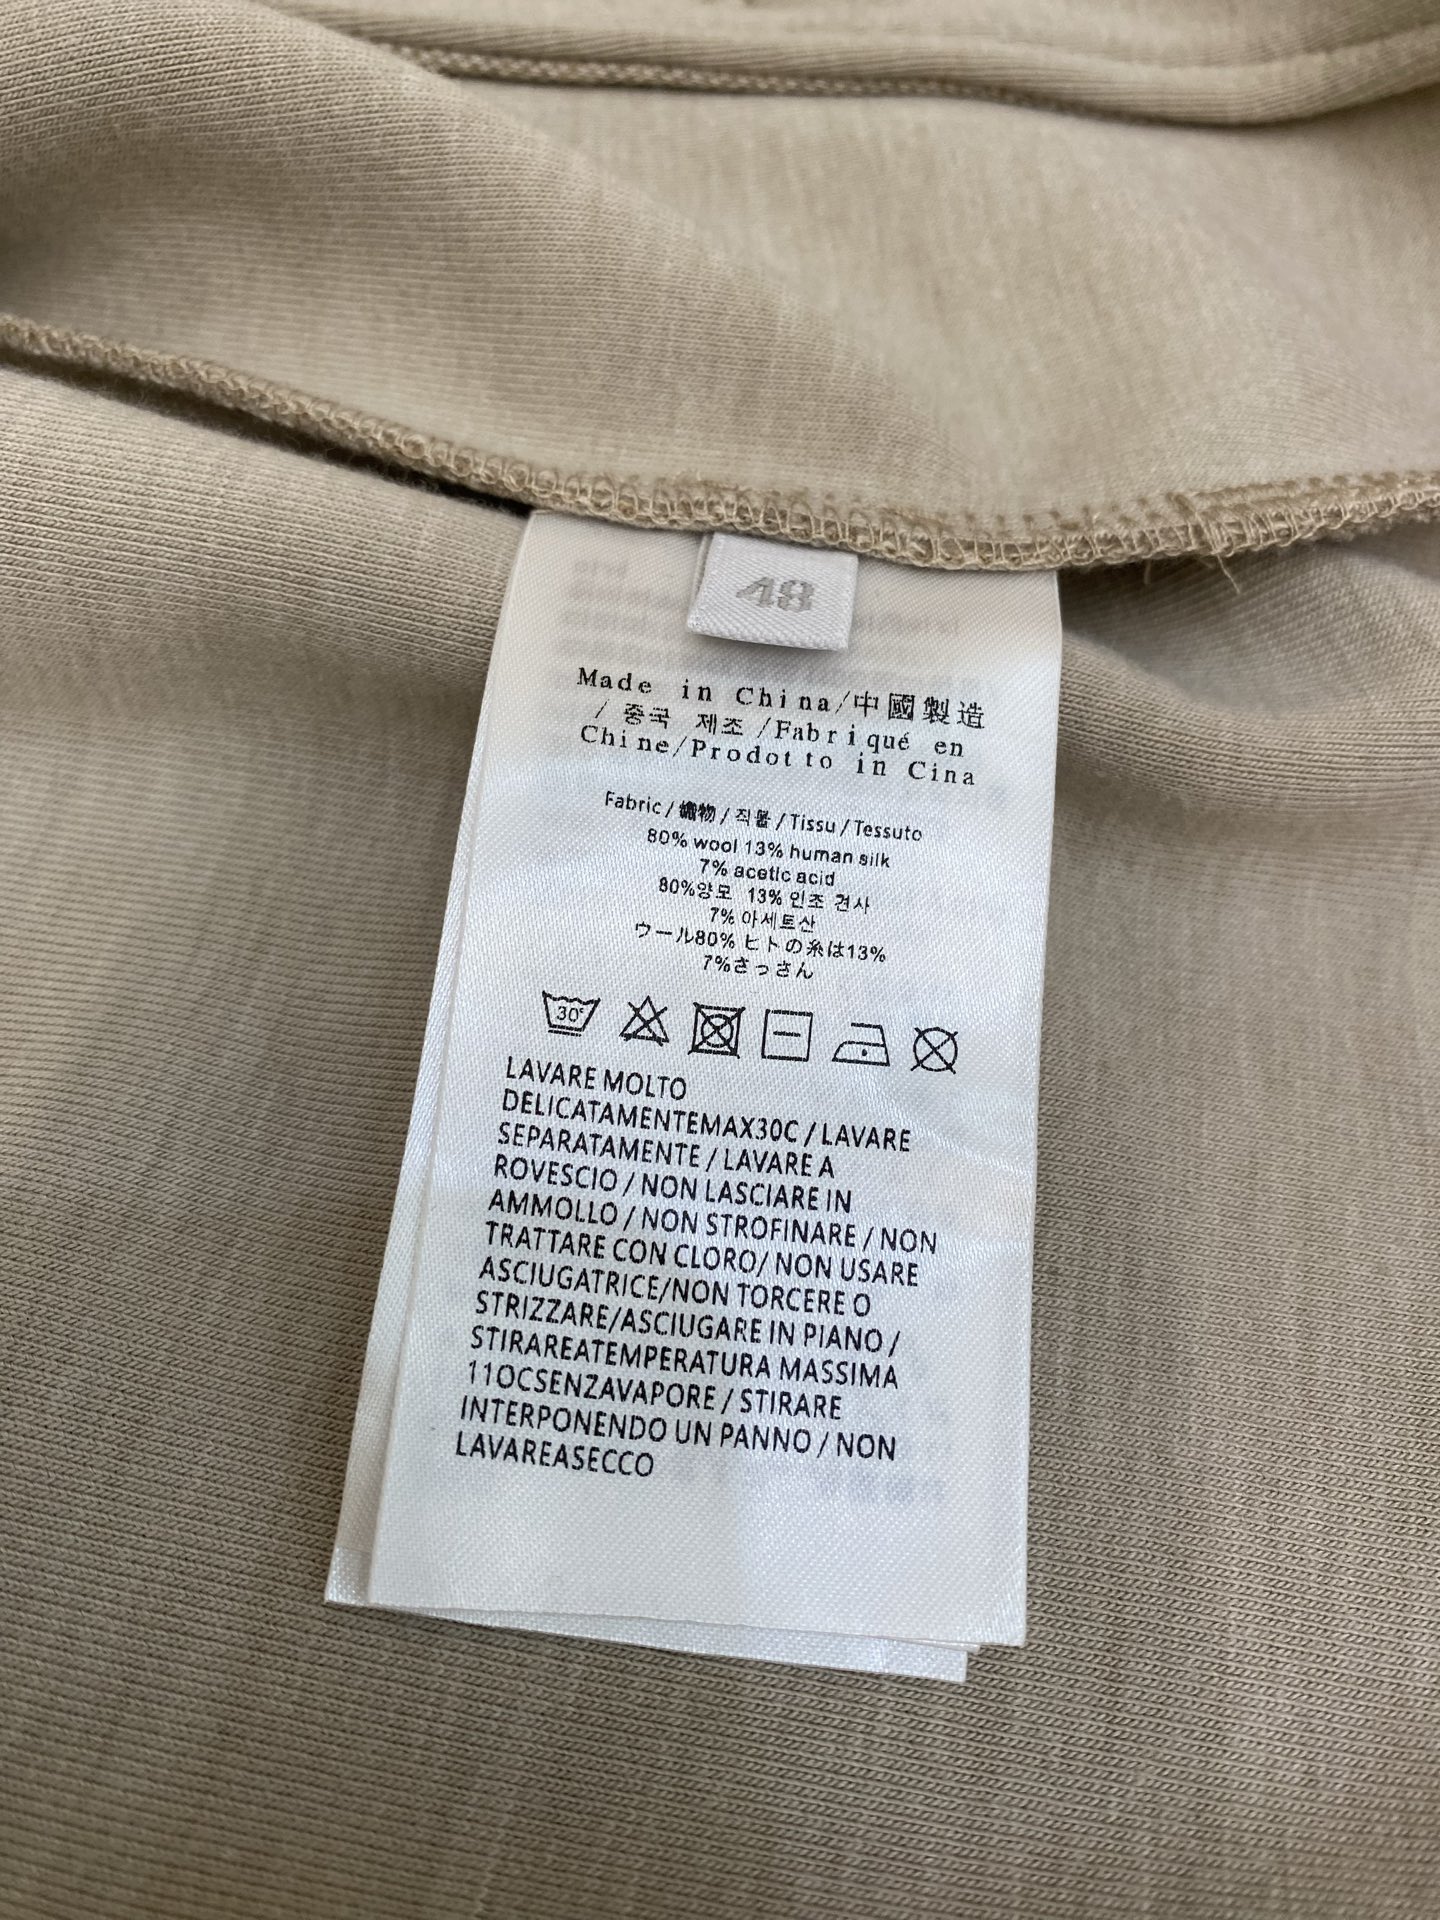 48
Made in China/中國製造
/ 중국 제조 /Fabriqué en
Chine/Prodotto in Cina
Fabric / 織物 / 직물 / Tissu / Tessuto
80% wool 13% human silk
7% acetic acid
80%양모 13% 인조 견사
7% 아세트산
ウール80% ヒトの糸は13%
7%さっさん
30°
LAVARE MOLTO
DELICATAMENTEMAX30C / LAVARE
SEPARATAMENTE / LAVARE A
ROVESCIO / NON LASCIARE IN
AMMOLLO / NON STROFINARE / NON
TRATTARE CON CLORO/ NON USARE
ASCIUGATRICE/NON TORCERE O
STRIZZARE/ASCIUGARE IN PIANO /
STIRAREATEMPERATURA MASSIMA
110CSENZAVAPORE / STIRARE
INTERPONENDO UN PANNO / NON
LAVAREASECCO